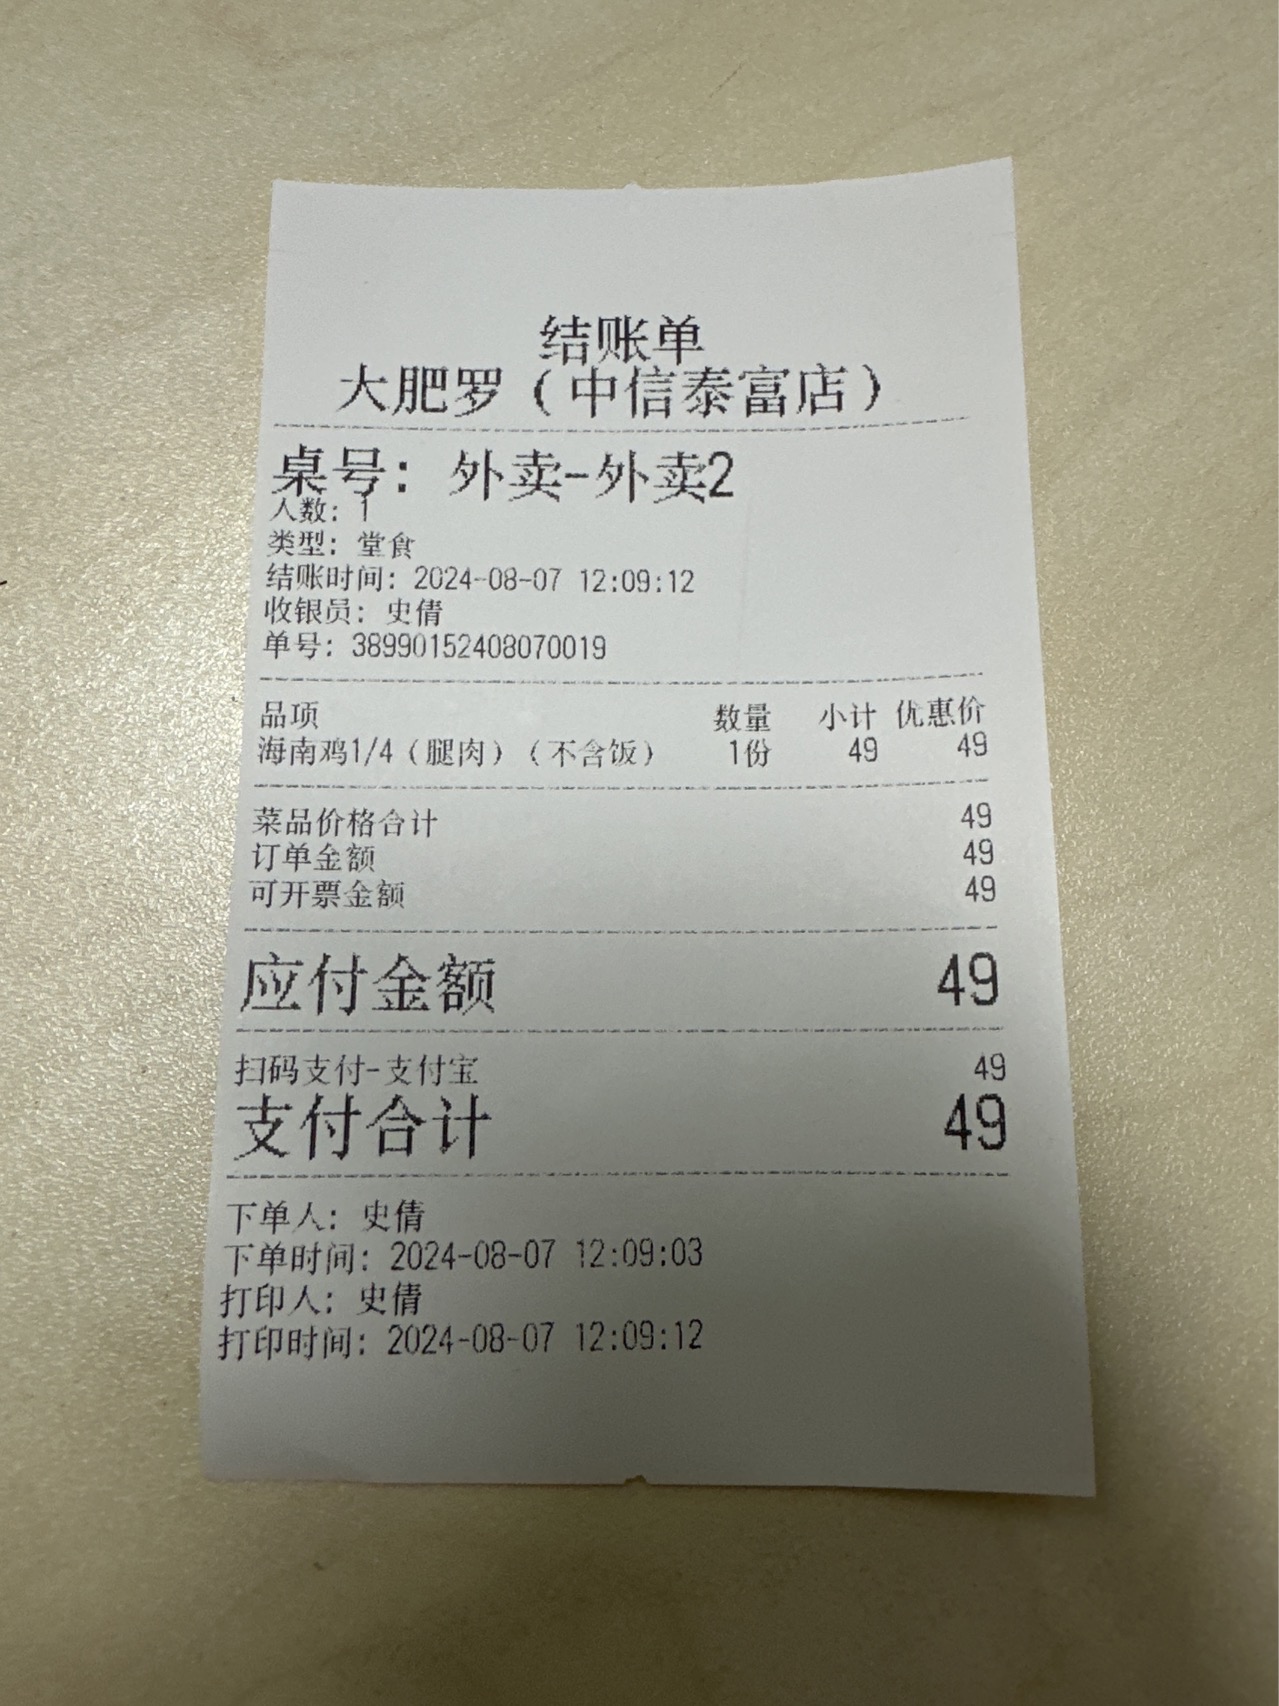 结账单
大肥罗（中信泰富店）
桌号：外卖-外卖2
人数：1
类型：堂食
结账时间：2024-08-07 12:09:12
收银员：史倩
单号：38990152408070019
品项 数量 小计 优惠价
海南鸡1/4（腿肉）（不含饭） 1份 49 49
菜品价格合计 49
订单金额 49
可开票金额 49
应付金额 49
扫码支付-支付宝 49
支付合计 49
下单人：史倩
下单时间：2024-08-07 12:09:03
打印人：史倩
打印时间：2024-08-07 12:09:12